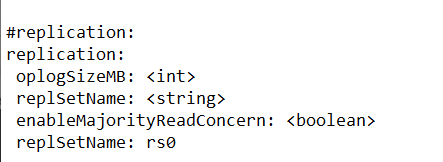 #replication:
replication:
 oplogSizeMB: <int>
 replSetName: <string>
 enableMajorityReadConcern: <boolean>
 replSetName: rs0